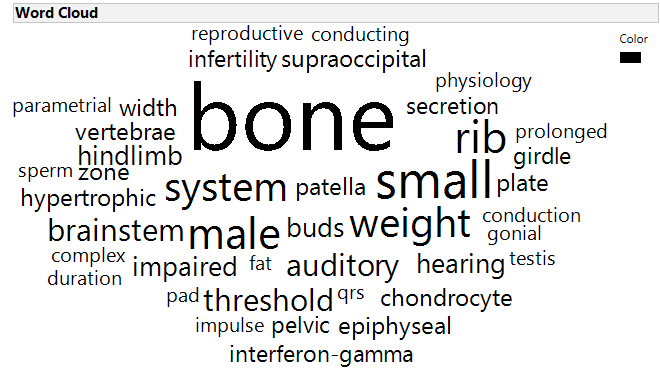 Word Cloud
reproductive conducting
Color
infertility supraoccipital
physiology
parametrial width
bone
secretion
vertebrae
rib prolonged
hindlimb
girdle
sperm zone
system patella small plate
hypertrophic
brainstem male buds weight conduction
gonial
complex
impaired fat auditory hearing testis
duration
pad threshold qrs chondrocyte
impulse pelvic epiphyseal
interferon-gamma